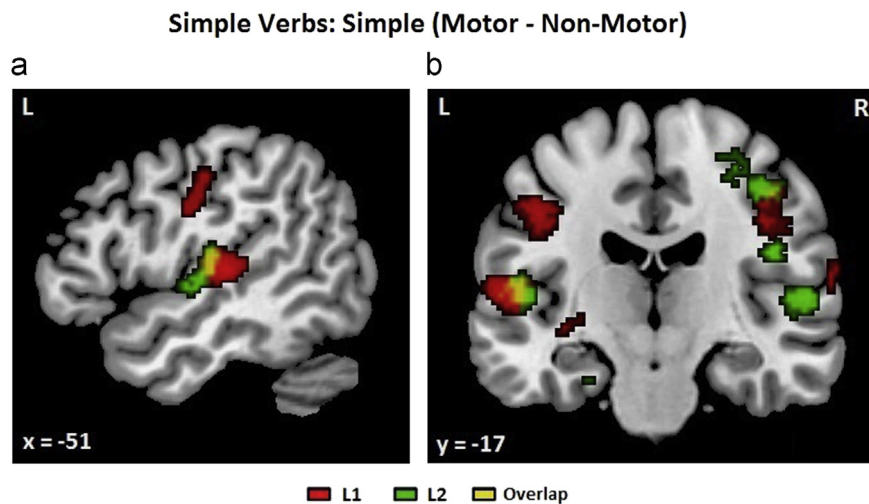 Simple Verbs: Simple (Motor - Non-Motor)
a
b
L
L
R
x = -51
y = -17
L1 L2 Overlap